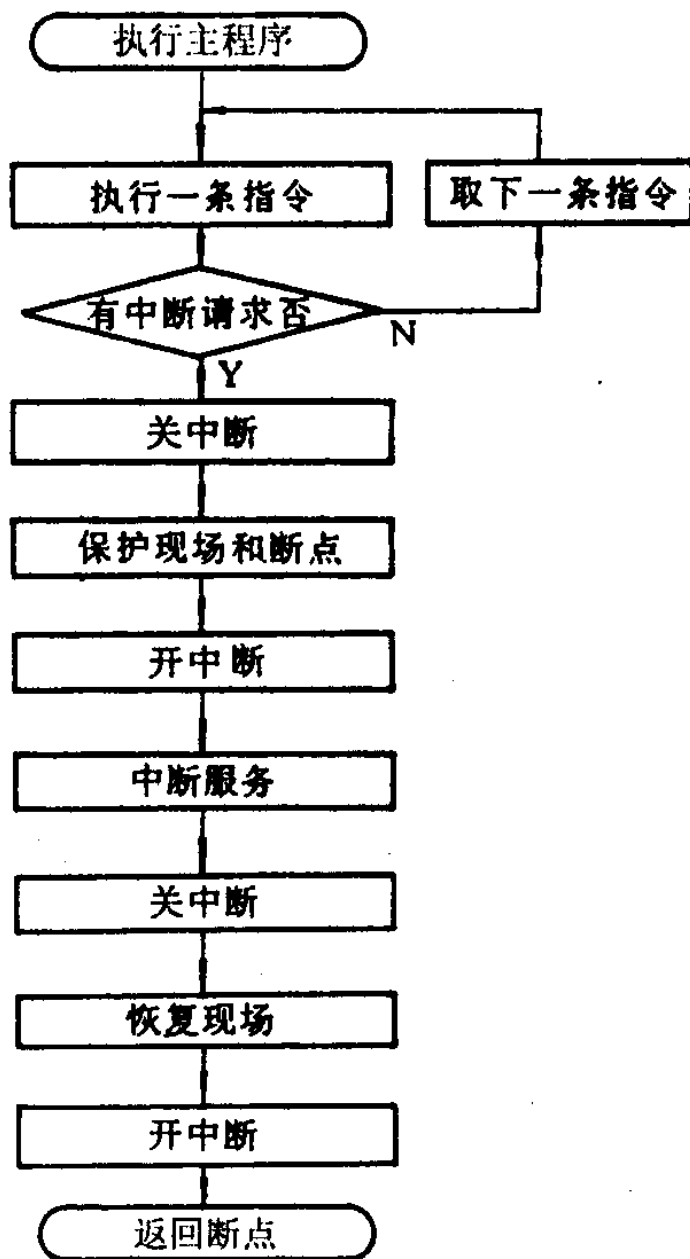 执行主程序
执行一条指令
取下一条指令
有中断请求否
N
Y
关中断
保护现场和断点
开中断
中断服务
关中断
恢复现场
开中断
返回断点